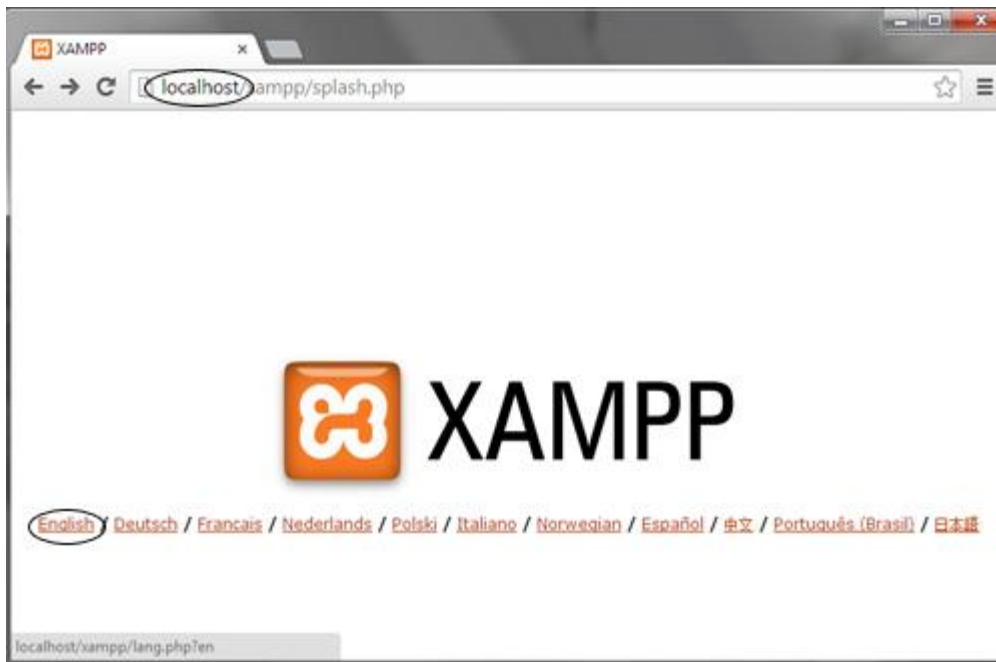 XAMPP
localhost/xampp/splash.php
XAMPP
English / Deutsch / Francais / Nederlands / Polski / Italiano / Norwegian / Español / 中文 / Português (Brasil) / 日本語
localhost/xampp/lang.php?en